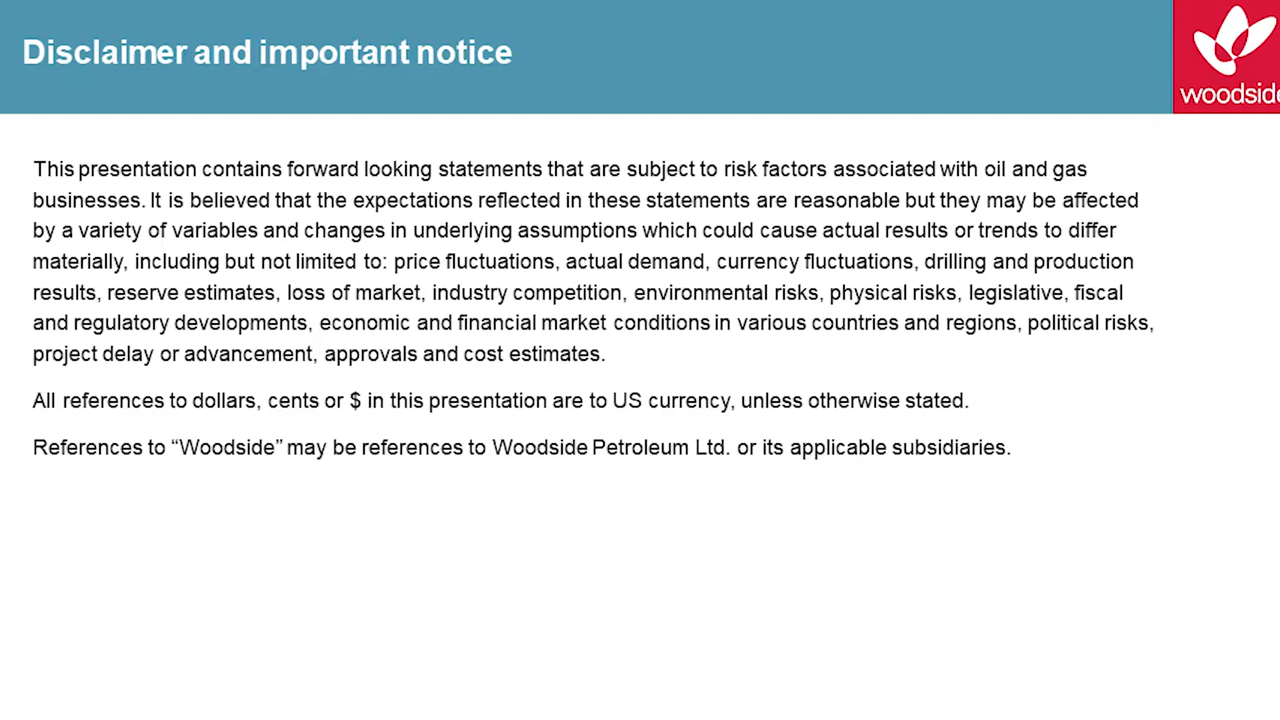 Disclaimer and important notice
woodside
This presentation contains forward looking statements that are subject to risk factors associated with oil and gas
businesses. It is believed that the expectations reflected in these statements are reasonable but they may be affected
by a variety of variables and changes in underlying assumptions which could cause actual results or trends to differ
materially, including but not limited to: price fluctuations, actual demand, currency fluctuations, drilling and production
results, reserve estimates, loss of market, industry competition, environmental risks, physical risks, legislative, fiscal
and regulatory developments, economic and financial market conditions in various countries and regions, political risks,
project delay or advancement, approvals and cost estimates.
All references to dollars, cents or $ in this presentation are to US currency, unless otherwise stated.
References to “Woodside” may be references to Woodside Petroleum Ltd. or its applicable subsidiaries.